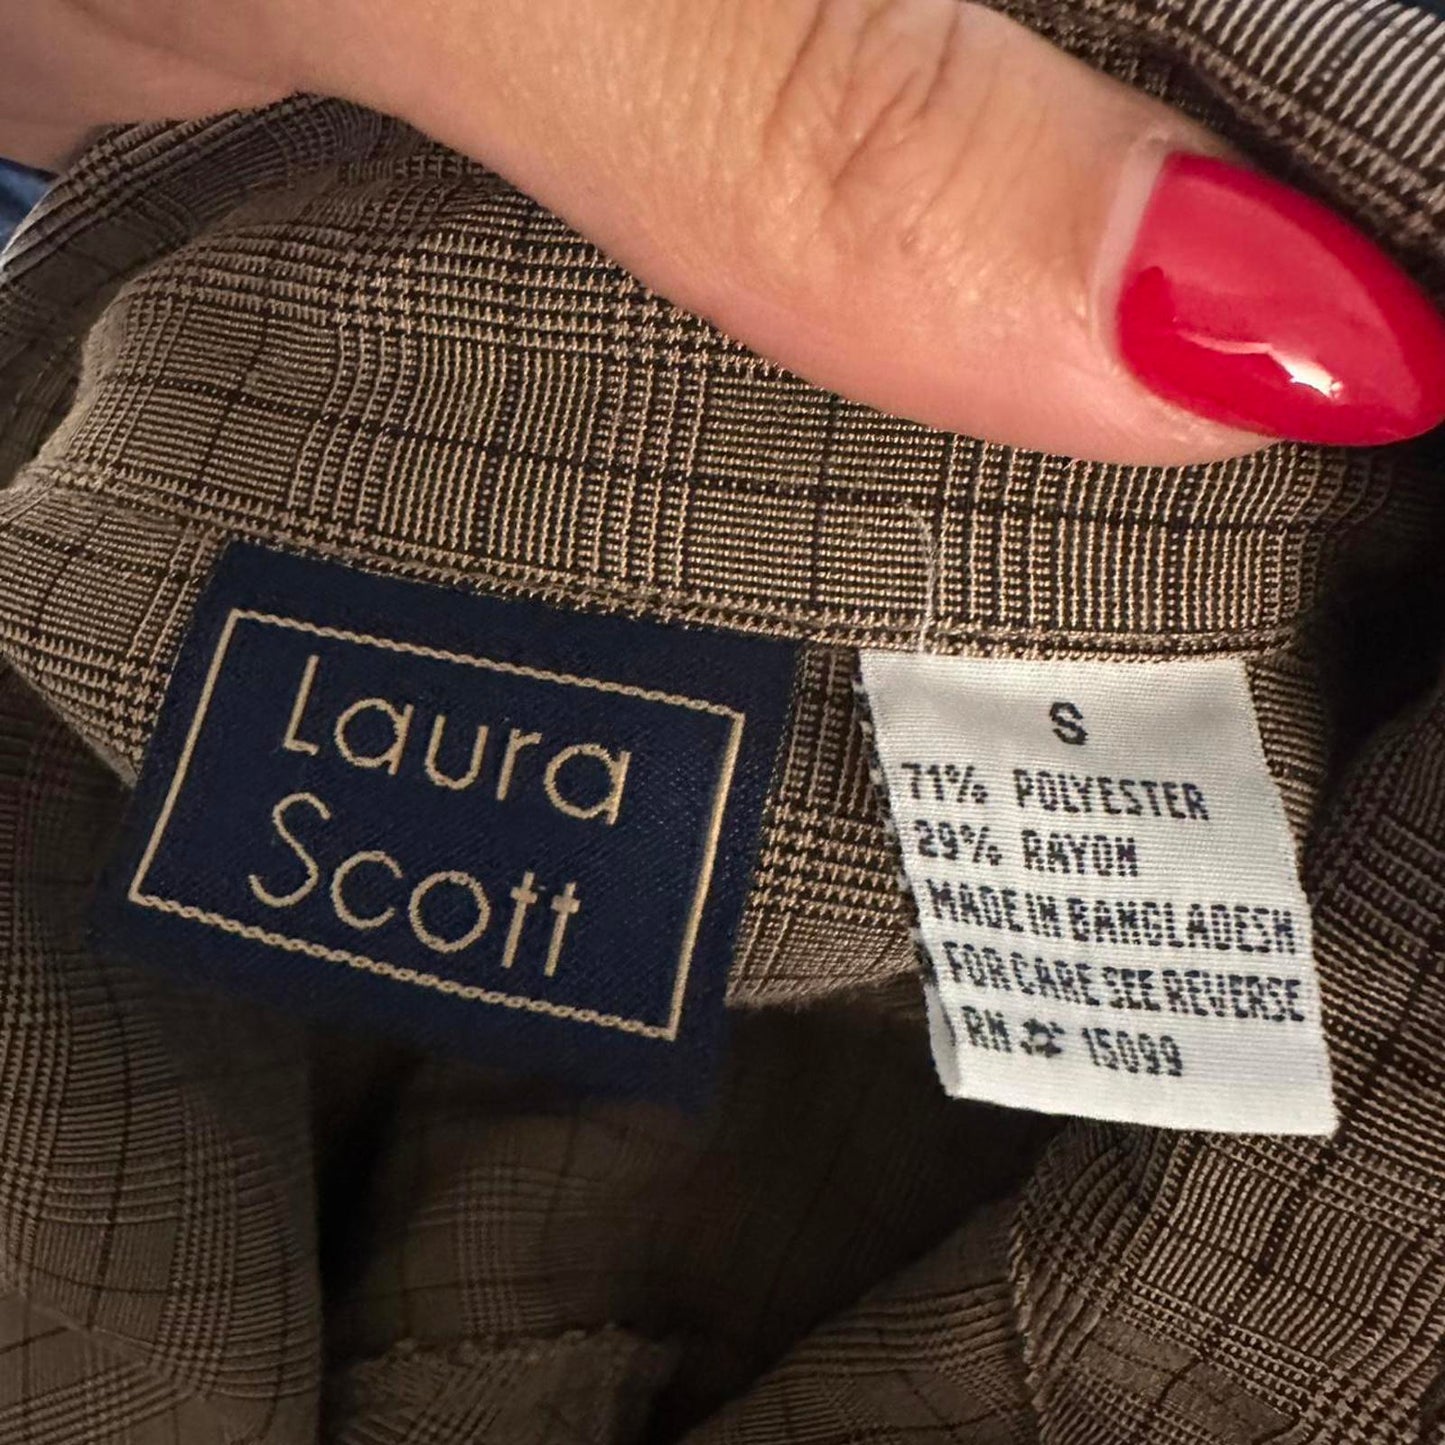 Laura
Scott
S
71% POLYESTER
29% RAYON
MADE IN BANGLADESH
FOR CARE SEE REVERSE
RN # 15099